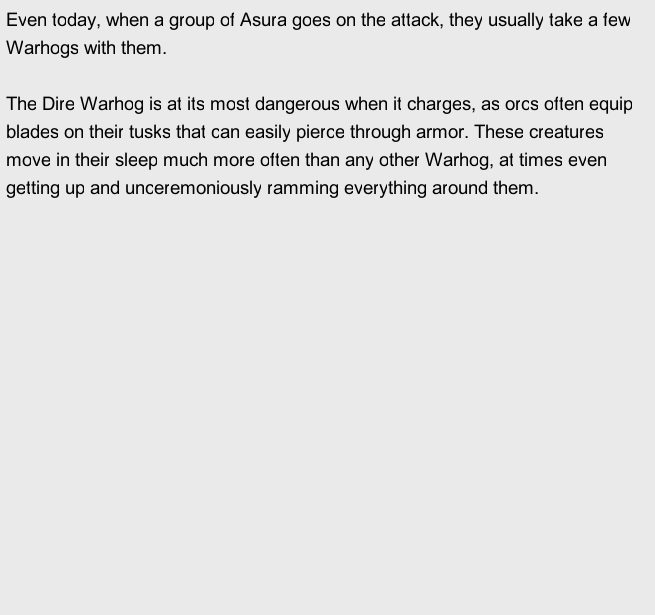 Even today, when a group of Asura goes on the attack, they usually take a few
Warhogs with them.
The Dire Warhog is at its most dangerous when it charges, as orcs often equip
blades on their tusks that can easily pierce through armor. These creatures
move in their sleep much more often than any other Warhog, at times even
getting up and unceremoniously ramming everything around them.